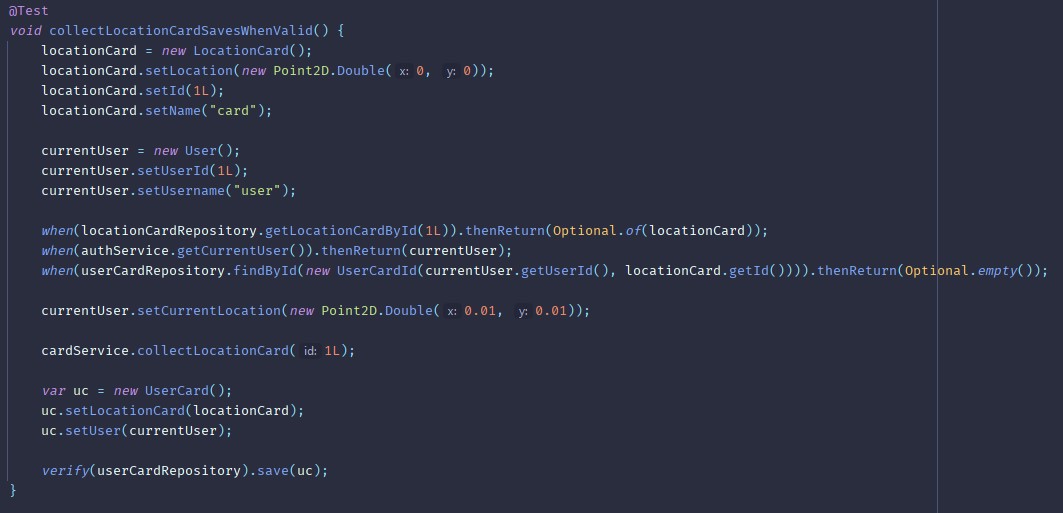 @Test
void collectLocationCardSavesWhenValid() {
    locationCard = new LocationCard();
    locationCard.setLocation(new Point2D.Double( x: 0, y: 0));
    locationCard.setId(1L);
    locationCard.setName("card");

    currentUser = new User();
    currentUser.setUserId(1L);
    currentUser.setUsername("user");

    when(locationCardRepository.getLocationCardById(1L)).thenReturn(Optional.of(locationCard));
    when(authService.getCurrentUser()).thenReturn(currentUser);
    when(userCardRepository.findById(new UserCardId(currentUser.getUserId(), locationCard.getId()))).thenReturn(Optional.empty());

    currentUser.setCurrentLocation(new Point2D.Double( x: 0.01, y: 0.01));

    cardService.collectLocationCard( id: 1L);

    var uc = new UserCard();
    uc.setLocationCard(locationCard);
    uc.setUser(currentUser);

    verify(userCardRepository).save(uc);
}